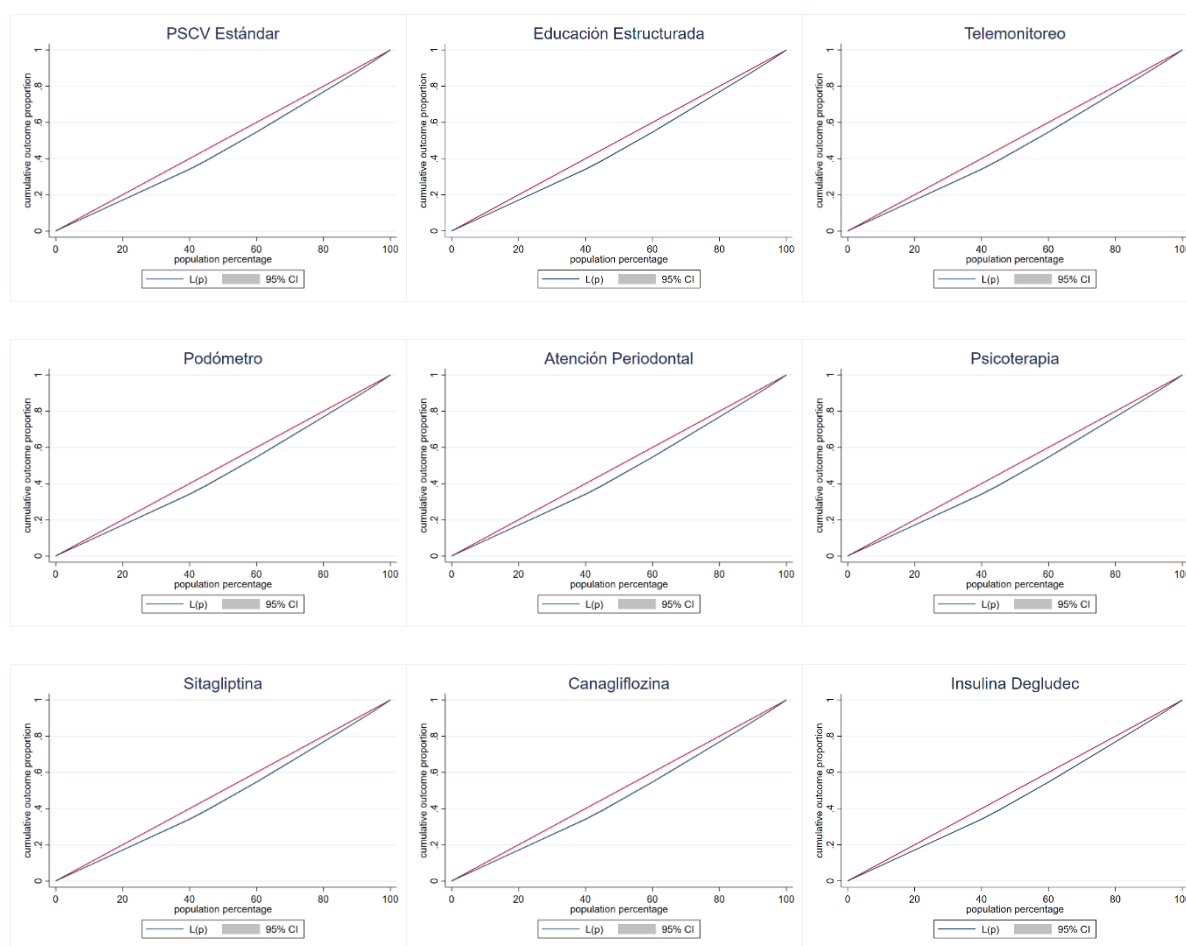 PSCV Estándar
cumulative outcome proportion
0 .2 .4 .6 .8 1
0 20 40 60 80 100
population percentage
L(p) 95% CI
Educación Estructurada
cumulative outcome proportion
0 .2 .4 .6 .8 1
0 20 40 60 80 100
population percentage
L(p) 95% CI
Telemonitoreo
cumulative outcome proportion
0 .2 .4 .6 .8 1
0 20 40 60 80 100
population percentage
L(p) 95% CI
Podómetro
cumulative outcome proportion
0 .2 .4 .6 .8 1
0 20 40 60 80 100
population percentage
L(p) 95% CI
Atención Periodontal
cumulative outcome proportion
0 .2 .4 .6 .8 1
0 20 40 60 80 100
population percentage
L(p) 95% CI
Psicoterapia
cumulative outcome proportion
0 .2 .4 .6 .8 1
0 20 40 60 80 100
population percentage
L(p) 95% CI
Sitagliptina
cumulative outcome proportion
0 .2 .4 .6 .8 1
0 20 40 60 80 100
population percentage
L(p) 95% CI
Canagliflozina
cumulative outcome proportion
0 .2 .4 .6 .8 1
0 20 40 60 80 100
population percentage
L(p) 95% CI
Insulina Degludec
cumulative outcome proportion
0 .2 .4 .6 .8 1
0 20 40 60 80 100
population percentage
L(p) 95% CI